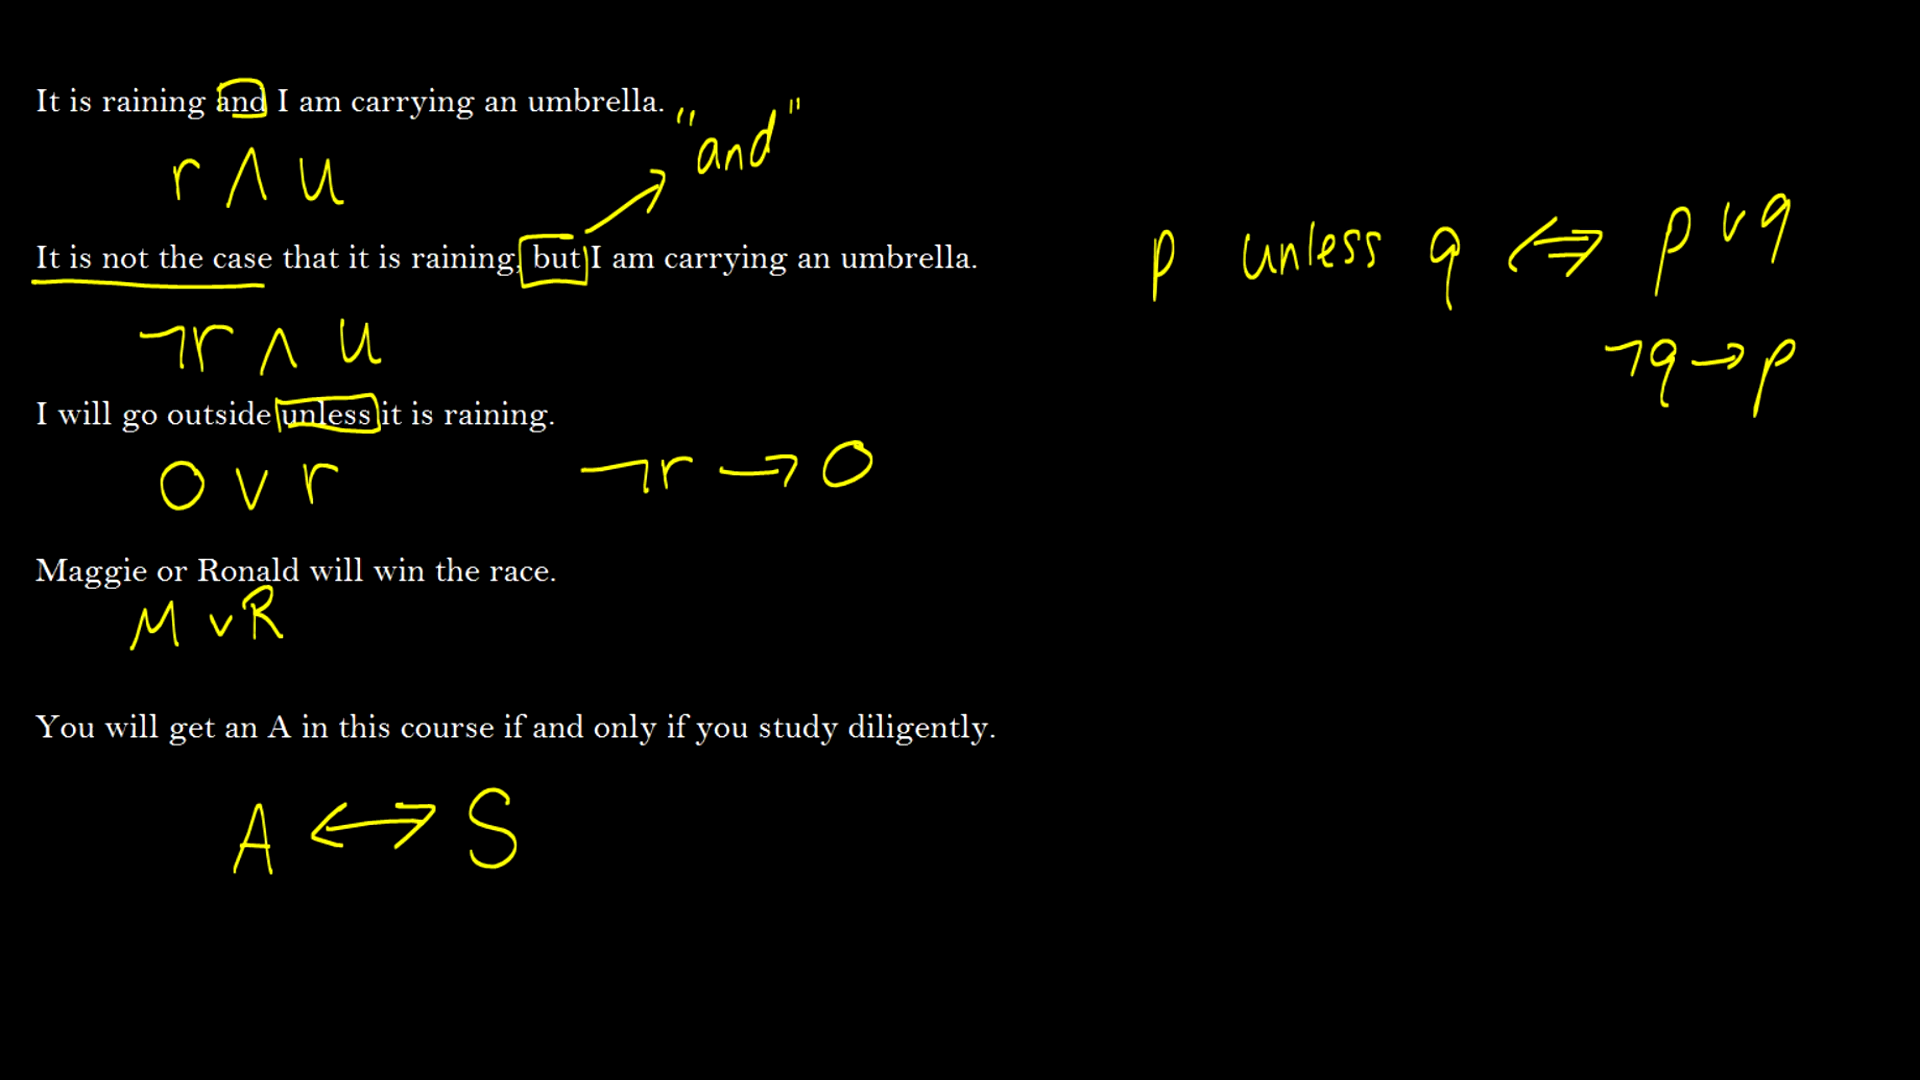 It is raining and I am carrying an umbrella.
"and"
r ∧ u
It is not the case that it is raining, but I am carrying an umbrella.
p unless q ⇔ p ∨ q
¬r ∧ u
¬q → p
I will go outside unless it is raining.
O ∨ r ¬r → O
Maggie or Ronald will win the race.
M ∨ R
You will get an A in this course if and only if you study diligently.
A ↔ S